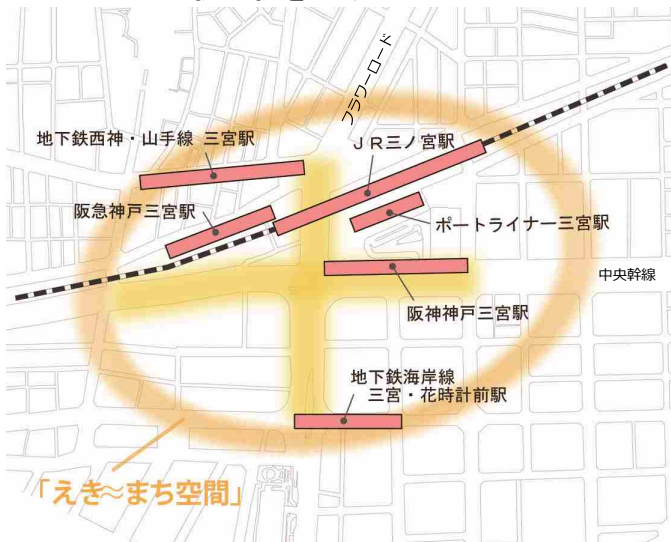 フラワーロード
地下鉄西神・山手線 三宮駅
JR三ノ宮駅
阪急神戸三宮駅
ポートライナー三宮駅
中央幹線
阪神神戸三宮駅
地下鉄海岸線
三宮・花時計前駅
「えき~まち空間」